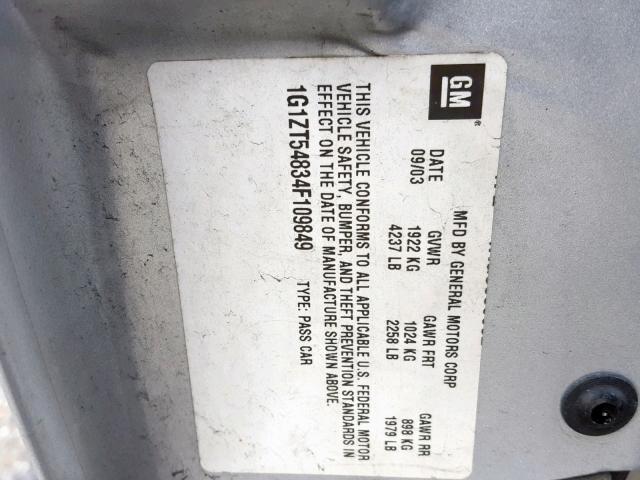 GM
MFD BY GENERAL MOTORS CORP
DATE GVWR GAWR FRT GAWR RR
09/03 1922 KG 1024 KG 898 KG
4237 LB 2258 LB 1979 LB
THIS VEHICLE CONFORMS TO ALL APPLICABLE U.S. FEDERAL MOTOR
VEHICLE SAFETY, BUMPER, AND THEFT PREVENTION STANDARDS IN
EFFECT ON THE DATE OF MANUFACTURE SHOWN ABOVE.
1G1ZT54834F109849 TYPE: PASS CAR